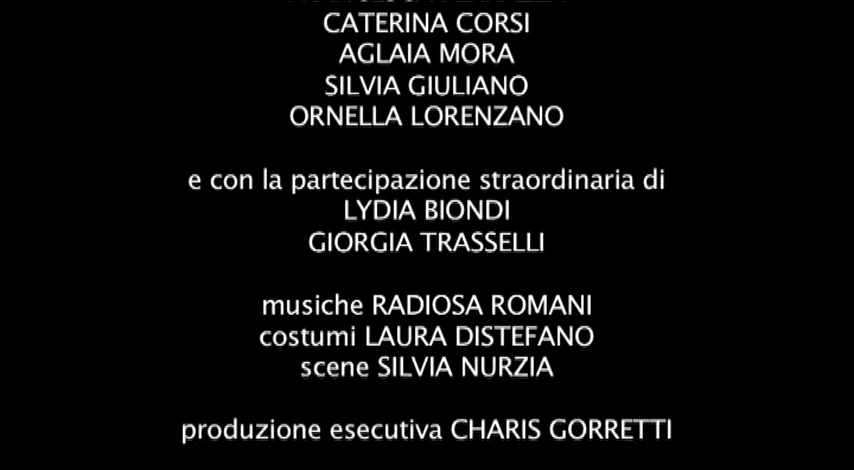 CATERINA CORSI
AGLAIA MORA
SILVIA GIULIANO
ORNELLA LORENZANO
e con la partecipazione straordinaria di
LYDIA BIONDI
GIORGIA TRASSELLI
musiche RADIOSA ROMANI
costumi LAURA DISTEFANO
scene SILVIA NURZIA
produzione esecutiva CHARIS GORRETTI